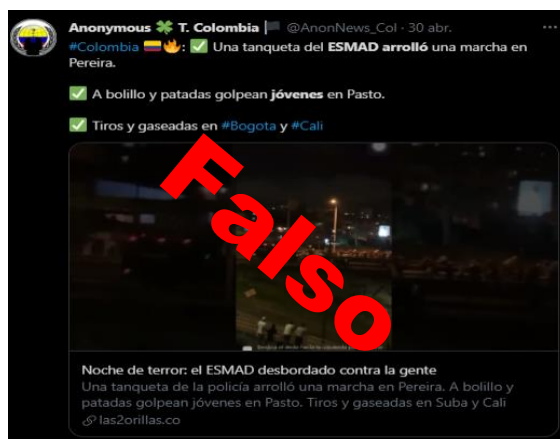 Anonymous 🍀 T. Colombia 🏴 @AnonNews_Col · 30 abr.
#Colombia 🇨🇴🔥: ✅ Una tanqueta del ESMAD arrolló una marcha en
Pereira.
✅ A bolillo y patadas golpean jóvenes en Pasto.
✅ Tiros y gaseadas en #Bogota y #Cali
Falso
Noche de terror: el ESMAD desbordado contra la gente
Una tanqueta de la policía arrolló una marcha en Pereira. A bolillo y
patadas golpean jóvenes en Pasto. Tiros y gaseadas en Suba y Cali
las2orillas.co